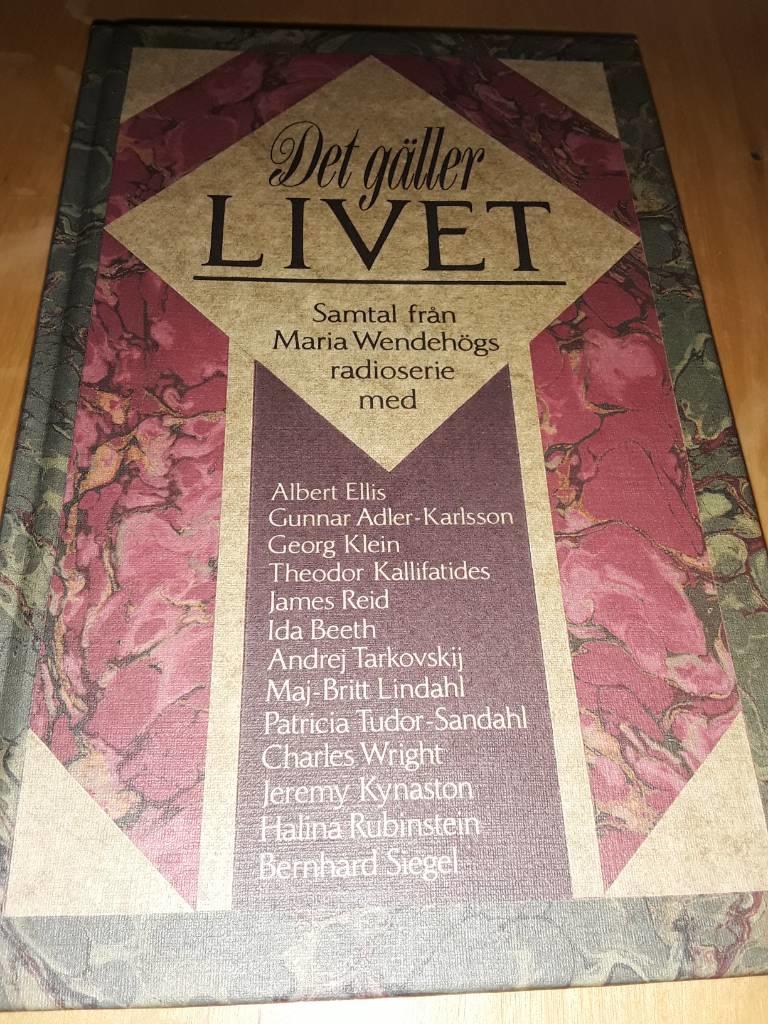 Det gäller
LIVET
Samtal från
Maria Wendehögs
radioserie
med
Albert Ellis
Gunnar Adler-Karlsson
Georg Klein
Theodor Kallifatides
James Reid
Ida Beeth
Andrej Tarkovskij
Maj-Britt Lindahl
Patricia Tudor-Sandahl
Charles Wright
Jeremy Kynaston
Halina Rubinstein
Bernhard Siegel